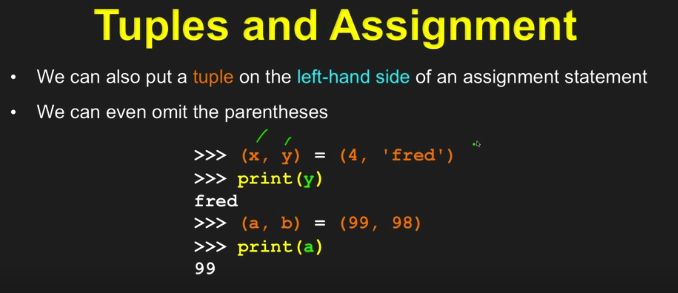 Tuples and Assignment
• We can also put a tuple on the left-hand side of an assignment statement
• We can even omit the parentheses
>>> (x, y) = (4, 'fred')
>>> print(y)
fred
>>> (a, b) = (99, 98)
>>> print(a)
99